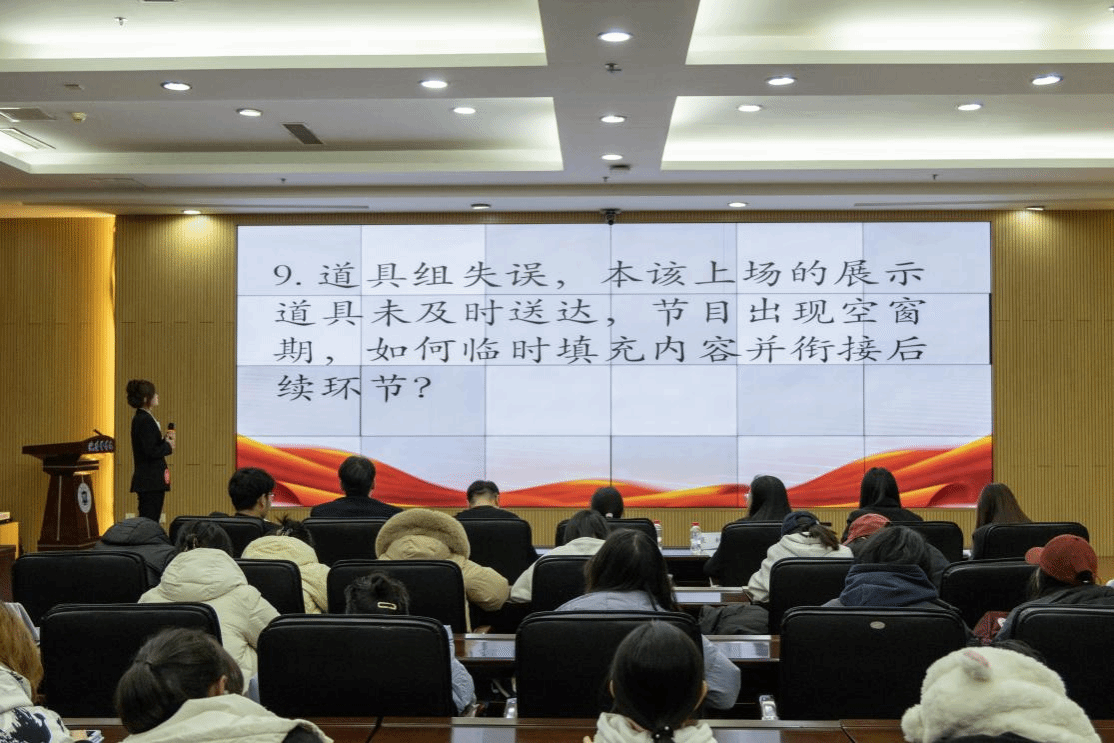 9.道具组失误，本该上场的展示
道具未及时送达，节目出现空窗
期，如何临时填充内容并衔接后
续环节？